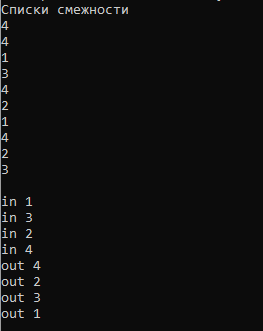 Списки смежности
4
4
1
3
4
2
1
4
2
3
in 1
in 3
in 2
in 4
out 4
out 2
out 3
out 1